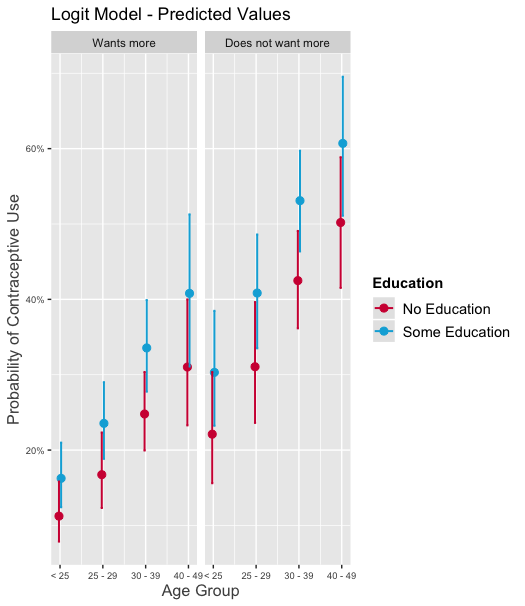 Logit Model - Predicted Values
Wants more
Does not want more
Probability of Contraceptive Use
60%
40%
20%
< 25
25 - 29
30 - 39
40 - 49
< 25
25 - 29
30 - 39
40 - 49
Age Group
Education
No Education
Some Education